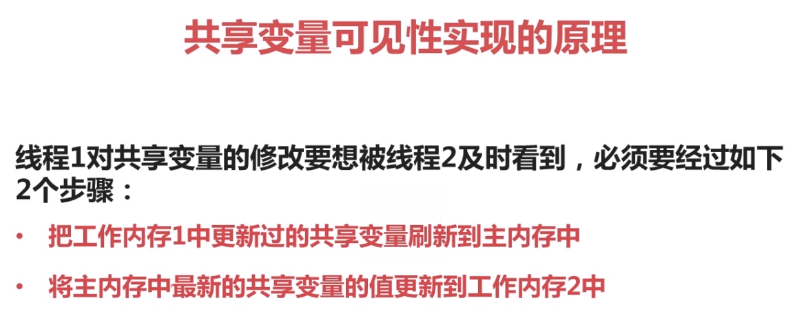 共享变量可见性实现的原理
线程1对共享变量的修改要想被线程2及时看到，必须要经过如下
2个步骤：
• 把工作内存1中更新过的共享变量刷新到主内存中
• 将主内存中最新的共享变量的值更新到工作内存2中